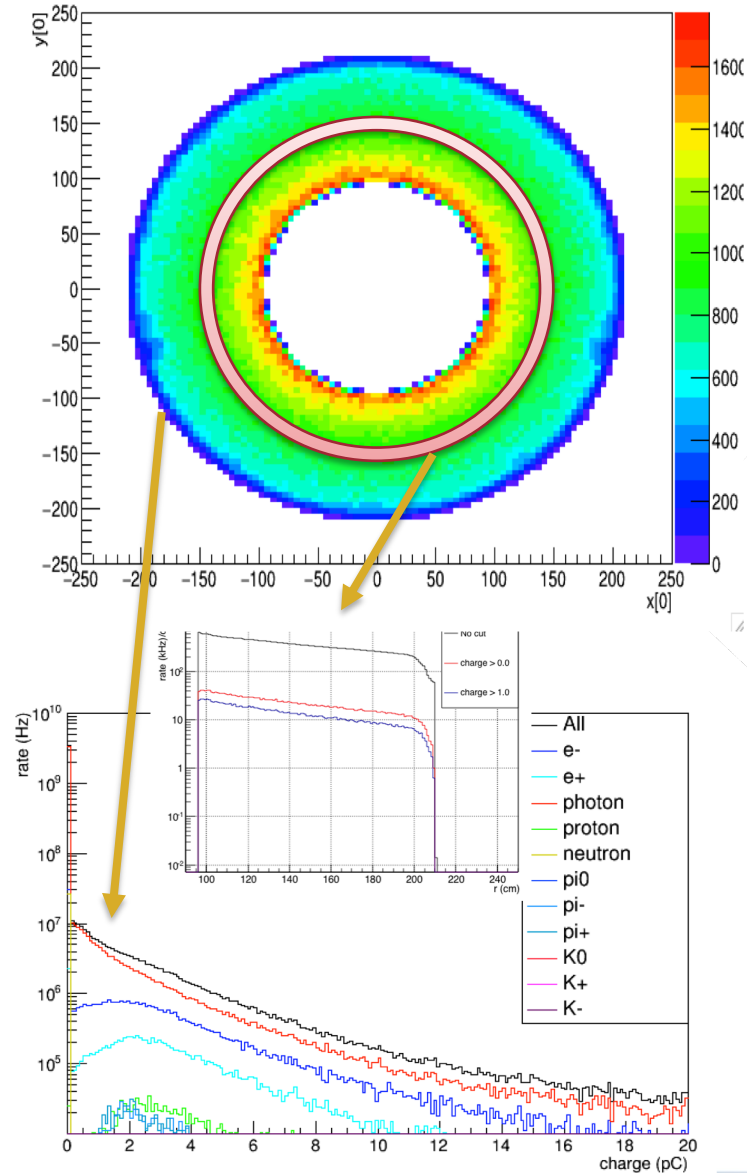 y[0]
250
200
150
100
50
0
−50
−100
−150
−200
−250
−250 −200 −150 −100 −50 0 50 100 150 200 250
x[0]
1600
1400
1200
1000
800
600
400
200
0
rate (kHz)/
No cut
charge > 0.0
charge > 1.0
10²
10
1
10⁻¹
10⁻²
100 120 140 160 180 200 220 240
r (cm)
rate (Hz)
10¹⁰
10⁹
10⁸
10⁷
10⁶
10⁵
0 2 4 6 8 10 12 14 16 18 20
charge (pC)
All
e-
e+
photon
proton
neutron
pi0
pi-
pi+
K0
K+
K-